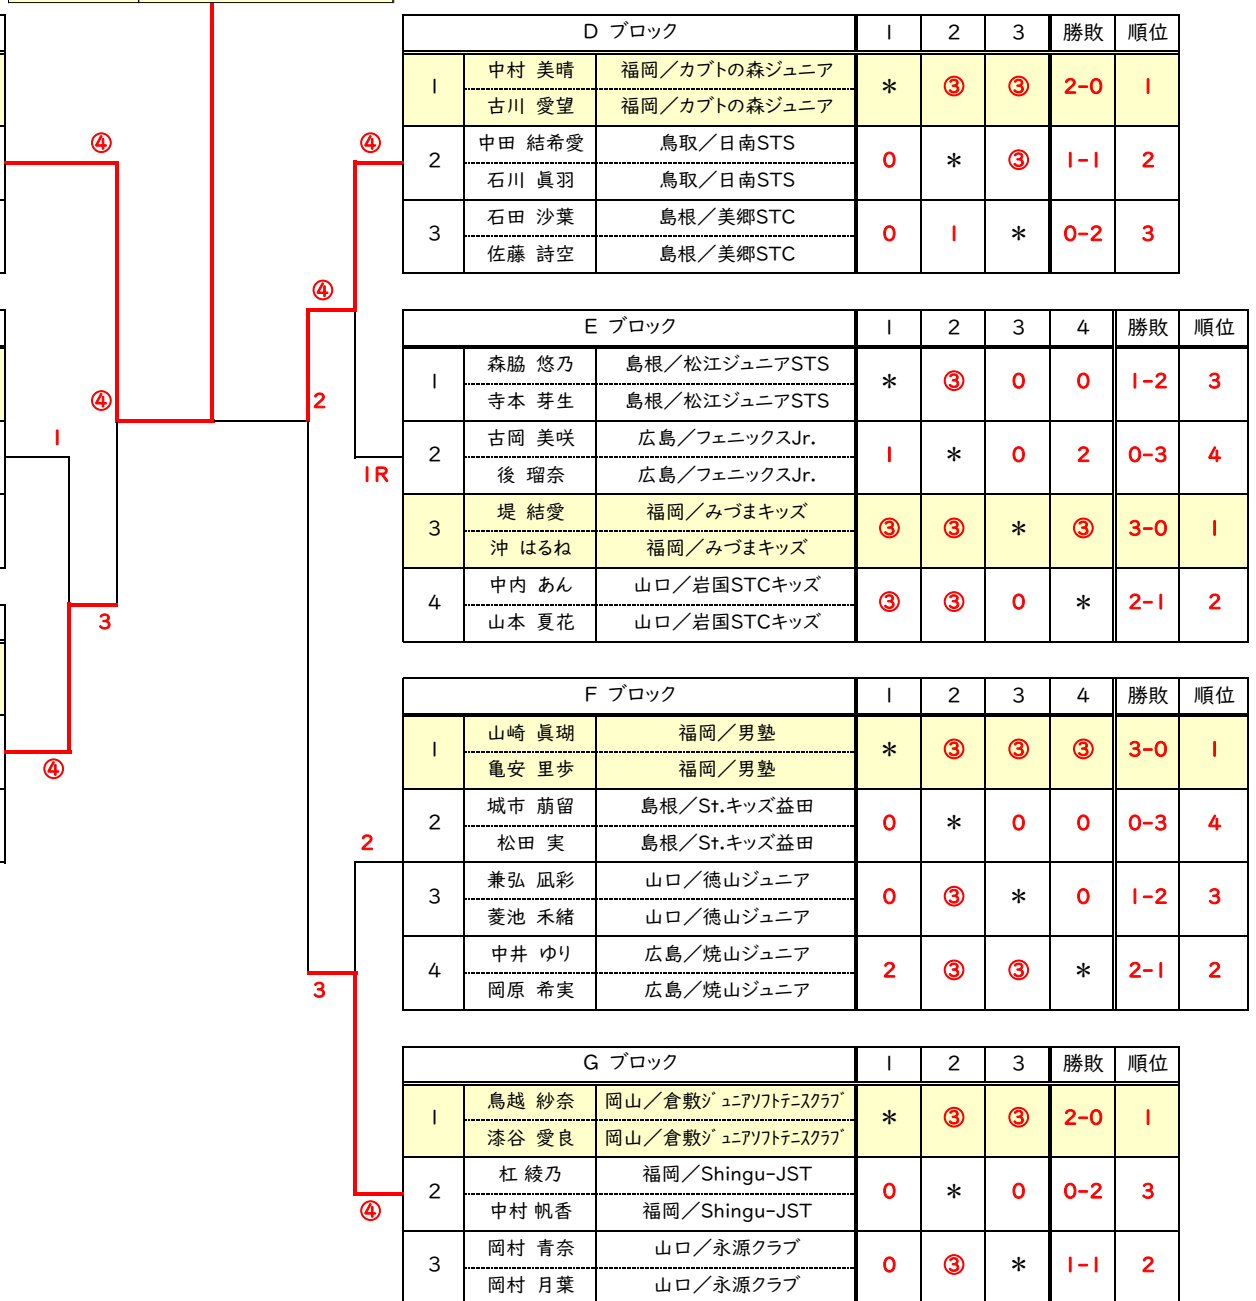 D ブロック 1 2 3 勝敗 順位
1 中村 美晴 福岡／カブトの森ジュニア * ③ ③ 2-0 1
古川 愛望 福岡／カブトの森ジュニア
2 中田 結希愛 鳥取／日南STS 0 * ③ 1-1 2
石川 眞羽 鳥取／日南STS
3 石田 沙葉 島根／美郷STC 0 1 * 0-2 3
佐藤 詩空 島根／美郷STC
④ ④
④
E ブロック 1 2 3 4 勝敗 順位
1 森脇 悠乃 島根／松江ジュニアSTS * ③ 0 0 1-2 3
寺本 芽生 島根／松江ジュニアSTS
2 古岡 美咲 広島／フェニックスJr. 1 * 0 2 0-3 4
後 瑠奈 広島／フェニックスJr.
3 堤 結愛 福岡／みづまキッズ ③ ③ * ③ 3-0 1
沖 はるね 福岡／みづまキッズ
4 中内 あん 山口／岩国STCキッズ ③ ③ 0 * 2-1 2
山本 夏花 山口／岩国STCキッズ
④ 2
1
1R
3
F ブロック 1 2 3 4 勝敗 順位
1 山崎 眞瑚 福岡／男塾 * ③ ③ ③ 3-0 1
亀安 里歩 福岡／男塾
2 城市 萠留 島根／St.キッズ益田 0 * 0 0 0-3 4
松田 実 島根／St.キッズ益田
3 兼弘 凪彩 山口／徳山ジュニア 0 ③ * 0 1-2 3
菱池 禾緒 山口／徳山ジュニア
4 中井 ゆり 広島／焼山ジュニア 2 ③ ③ * 2-1 2
岡原 希実 広島／焼山ジュニア
④
2
3
G ブロック 1 2 3 勝敗 順位
1 鳥越 紗奈 岡山／倉敷ｼﾞｭﾆｱｿﾌﾄﾃﾆｽｸﾗﾌﾞ * ③ ③ 2-0 1
漆谷 愛良 岡山／倉敷ｼﾞｭﾆｱｿﾌﾄﾃﾆｽｸﾗﾌﾞ
2 杠 綾乃 福岡／Shingu-JST 0 * 0 0-2 3
中村 帆香 福岡／Shingu-JST
3 岡村 青奈 山口／永源クラブ 0 ③ * 1-1 2
岡村 月葉 山口／永源クラブ
④